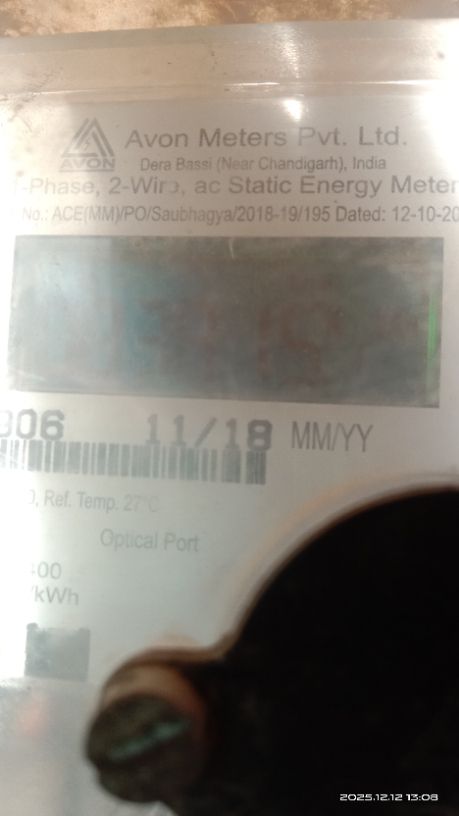 Avon Meters Pvt. Ltd.
AVON
Dera Bassi (Near Chandigarh), India
-Phase, 2-Wire, ac Static Energy Meter
No.: ACE(MM)/PO/Saubhagya/2018-19/195 Dated: 12-10-20
906 11/18 MM/YY
0, Ref. Temp. 27°C
Optical Port
400
/kWh
2025.12.12 13:08